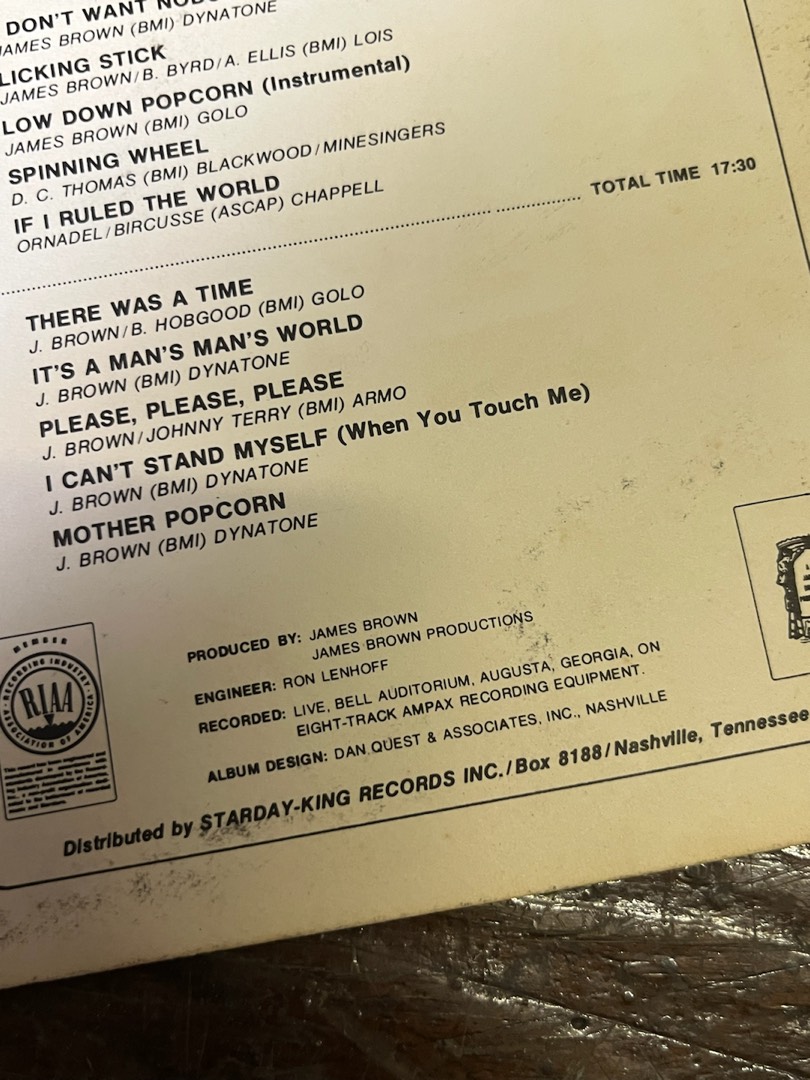 DON'T WANT
JAMES BROWN (BMI) DYNATONE
LICKING STICK
JAMES BROWN/B. BYRD/A. ELLIS (BMI) LOIS
LOW DOWN POPCORN (Instrumental)
JAMES BROWN (BMI) GOLO
SPINNING WHEEL
D. C. THOMAS (BMI) BLACKWOOD/MINESINGERS
IF I RULED THE WORLD
ORNADEL/BIRCUSSE (ASCAP) CHAPPELL
TOTAL TIME 17:30
THERE WAS A TIME
J. BROWN/B. HOBGOOD (BMI) GOLO
IT'S A MAN'S MAN'S WORLD
J. BROWN (BMI) DYNATONE
PLEASE, PLEASE, PLEASE
J. BROWN/JOHNNY TERRY (BMI) ARMO
I CAN'T STAND MYSELF (When You Touch Me)
J. BROWN (BMI) DYNATONE
MOTHER POPCORN
J. BROWN (BMI) DYNATONE
MEMBER
RECORDING INDUSTRY
RIAA
ASSOCIATION OF AMERICA
PRODUCED BY: JAMES BROWN
JAMES BROWN PRODUCTIONS
ENGINEER: RON LENHOFF
RECORDED: LIVE, BELL AUDITORIUM, AUGUSTA, GEORGIA, ON
EIGHT-TRACK AMPAX RECORDING EQUIPMENT.
ALBUM DESIGN: DAN QUEST & ASSOCIATES, INC., NASHVILLE
Distributed by STARDAY-KING RECORDS INC./Box 8188/Nashville, Tennessee